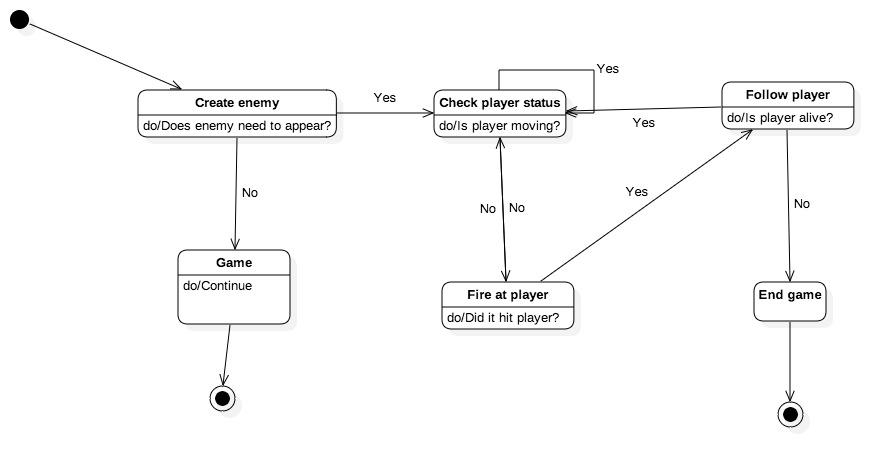 Yes
Create enemy
do/Does enemy need to appear?
Yes
Check player status
do/Is player moving?
Follow player
do/Is player alive?
Yes
Yes
No
No
No
No
Game
do/Continue
Fire at player
do/Did it hit player?
End game